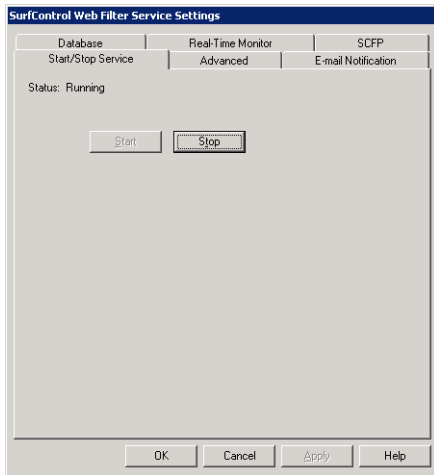 SurfControl Web Filter Service Settings
Database
Real-Time Monitor
SCFP
Start/Stop Service
Advanced
E-mail Notification
Status: Running
Start
Stop
OK
Cancel
Apply
Help